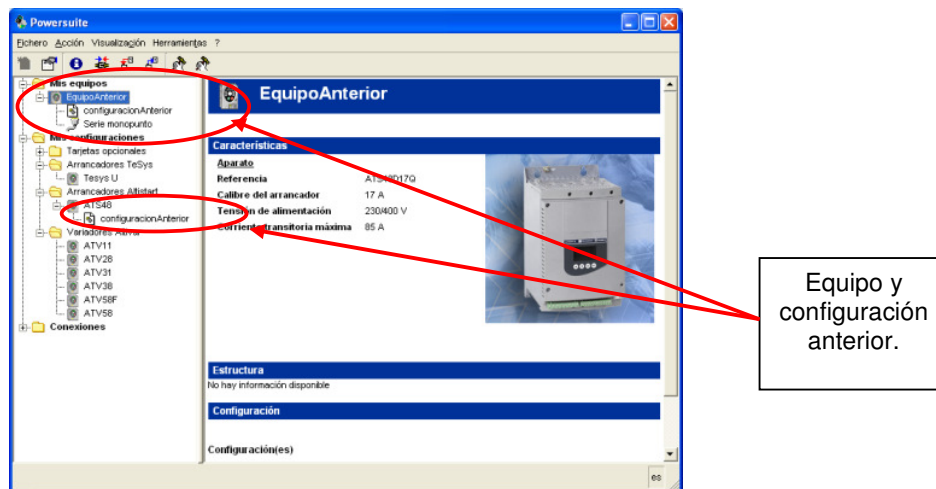 Powersuite
Fichero Acción Visualización Herramientas ?
Mis equipos
EquipoAnterior
configuracionAnterior
Serie monopunto
Mis configuraciones
Tarjetas opcionales
Arrancadores TeSys
Tesys U
Arrancadores Altistart
ATS48
configuracionAnterior
Variadores Altivar
ATV11
ATV28
ATV31
ATV38
ATV58F
ATV58
Conexiones
EquipoAnterior
Características
Aparato
Referencia ATS48D17Q
Calibre del arrancador 17 A
Tensión de alimentación 230/400 V
Corriente transitoria máxima 85 A
Estructura
No hay información disponible
Configuración
Configuración(es)
es
Equipo y
configuración
anterior.